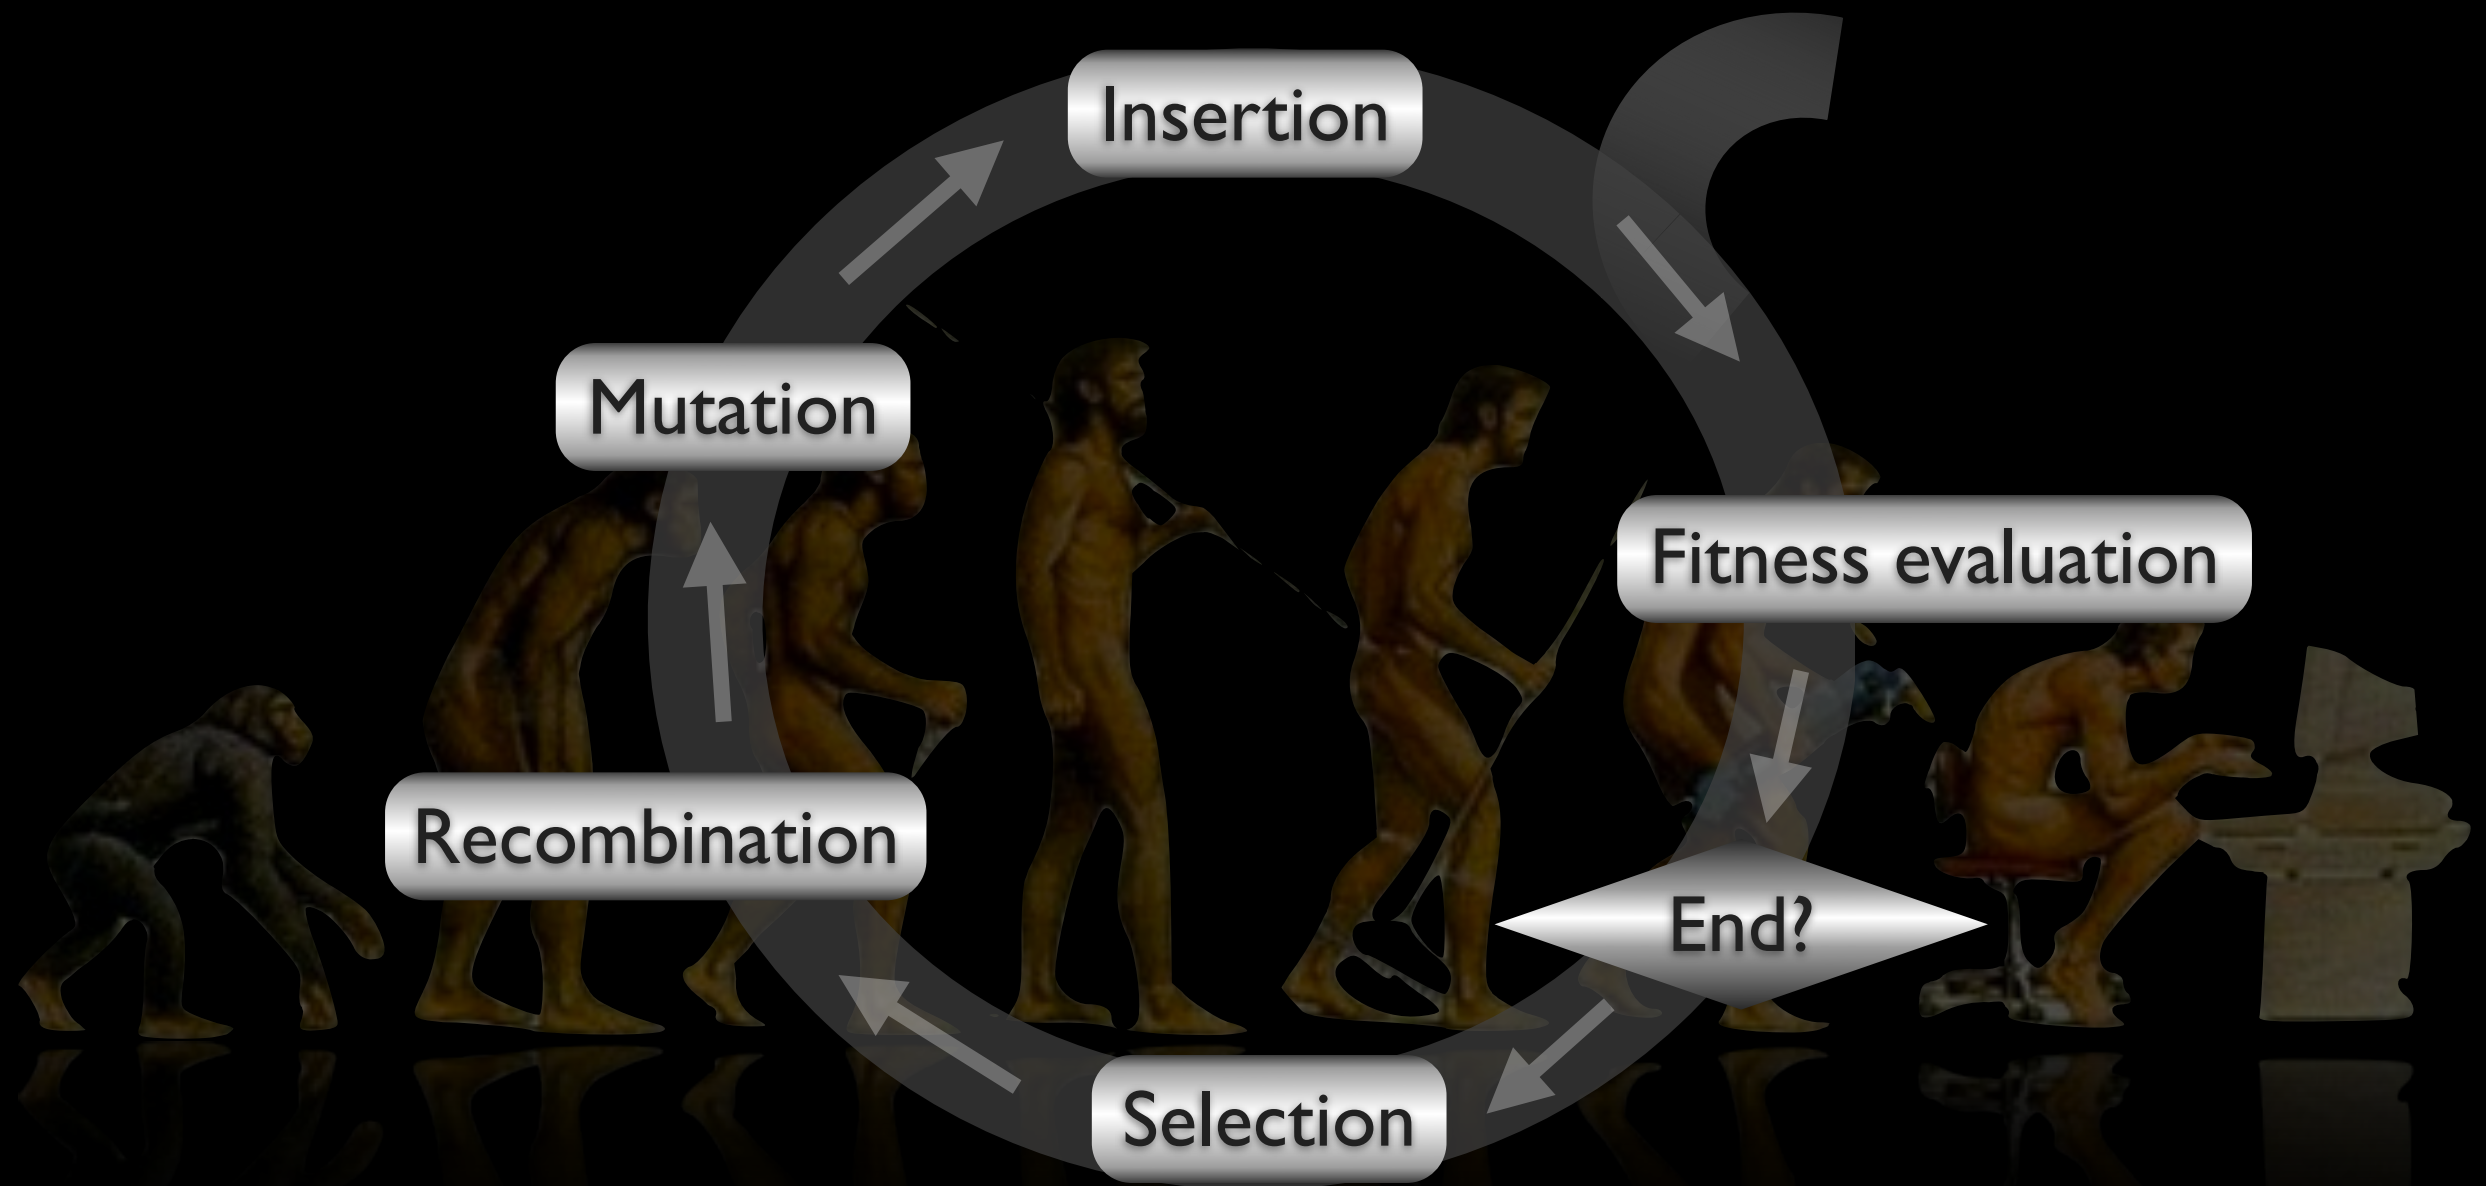 Insertion
Mutation
Fitness evaluation
Recombination
End?
Selection